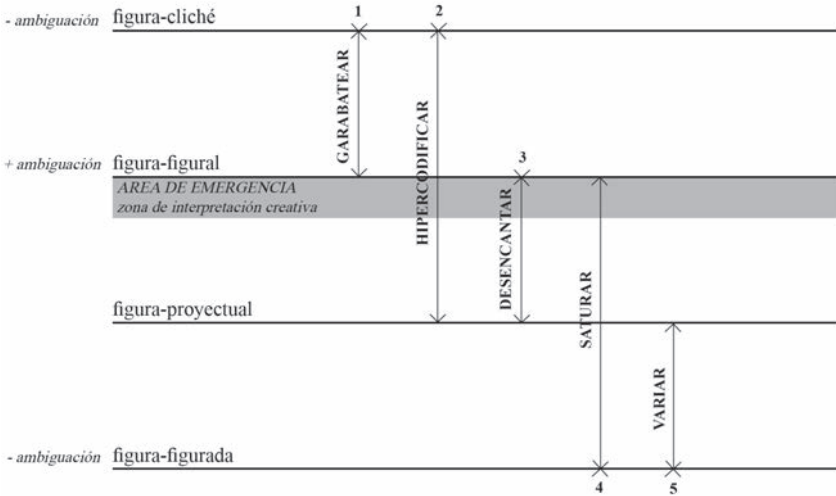 - ambiguación figura-cliché 1 2
GARABATEAR
HIPERCODIFICAR
+ ambiguación figura-figural 3
AREA DE EMERGENCIA
zona de interpretación creativa
DESENCANTAR
SATURAR
figura-proyectual
VARIAR
- ambiguación figura-figurada
4 5